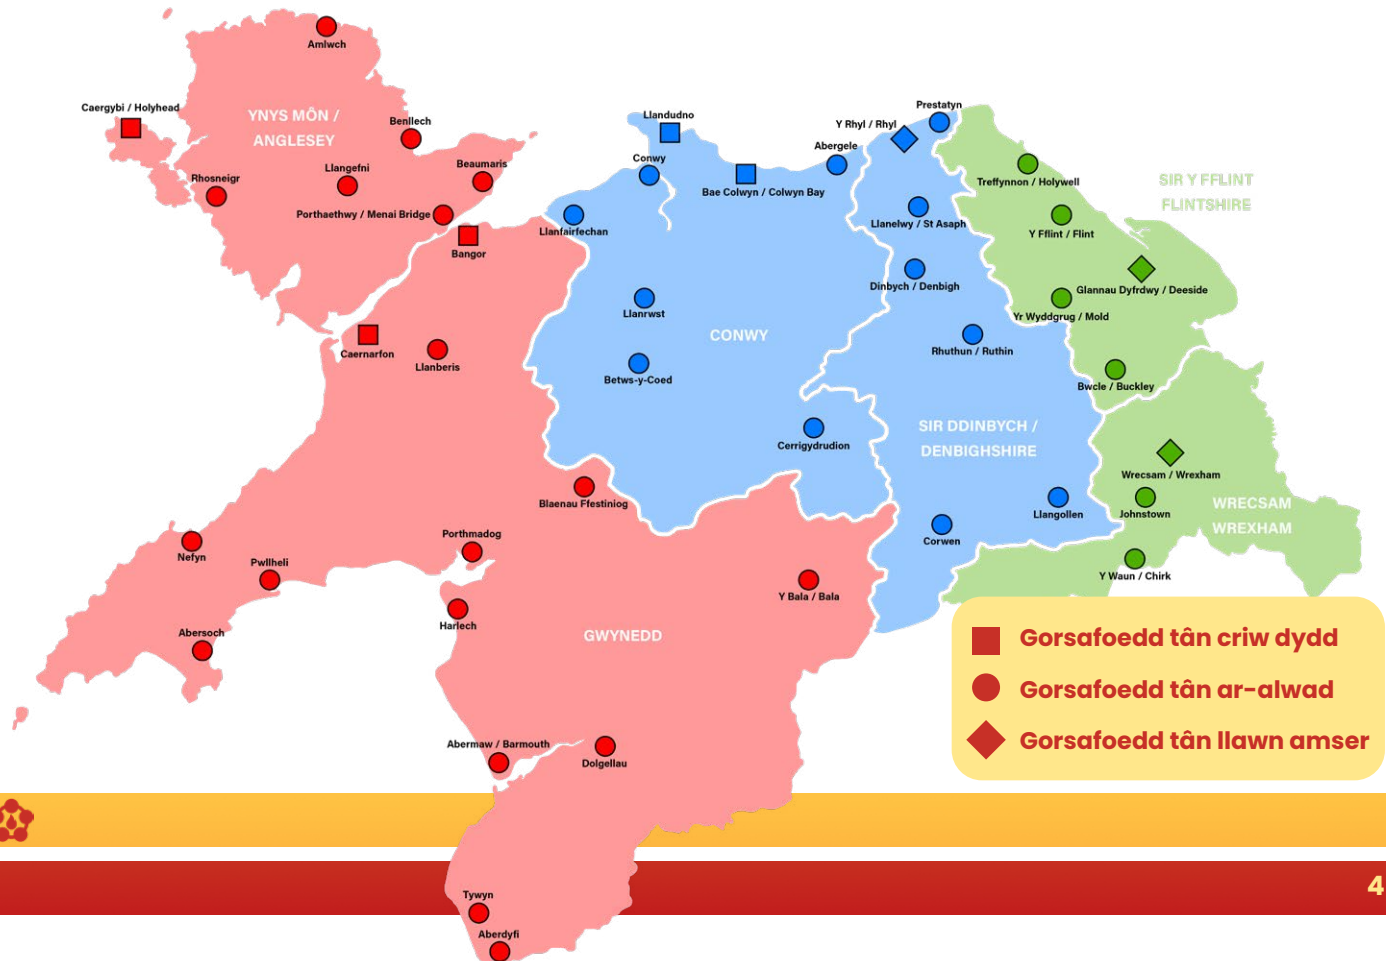 Amlwch
Caergybi / Holyhead
YNYS MÔN /
ANGLESEY
Benllech
Llangefni
Beaumaris
Rhosneigr
Porthaethwy / Menai Bridge
Bangor
Caernarfon
Llanberis
Nefyn
Pwllheli
Abersoch
Porthmadog
Harlech
Blaenau Ffestiniog
Y Bala / Bala
GWYNEDD
Abermaw / Barmouth
Dolgellau
Tywyn
Aberdyfi
Llandudno
Conwy
Bae Colwyn / Colwyn Bay
Abergele
Llanfairfechan
Llanrwst
CONWY
Betws-y-Coed
Cerrigydrudion
Prestatyn
Y Rhyl / Rhyl
Llanelwy / St Asaph
Dinbych / Denbigh
Rhuthun / Ruthin
SIR DDINBYCH /
DENBIGHSHIRE
Llangollen
Corwen
Treffynnon / Holywell
SIR Y FFLINT
FLINTSHIRE
Y Fflint / Flint
Glannau Dyfrdwy / Deeside
Yr Wyddgrug / Mold
Bwcle / Buckley
Wrecsam / Wrexham
Johnstown
WRECSAM
WREXHAM
Y Waun / Chirk
Gorsafoedd tân criw dydd
Gorsafoedd tân ar-alwad
Gorsafoedd tân llawn amser
4